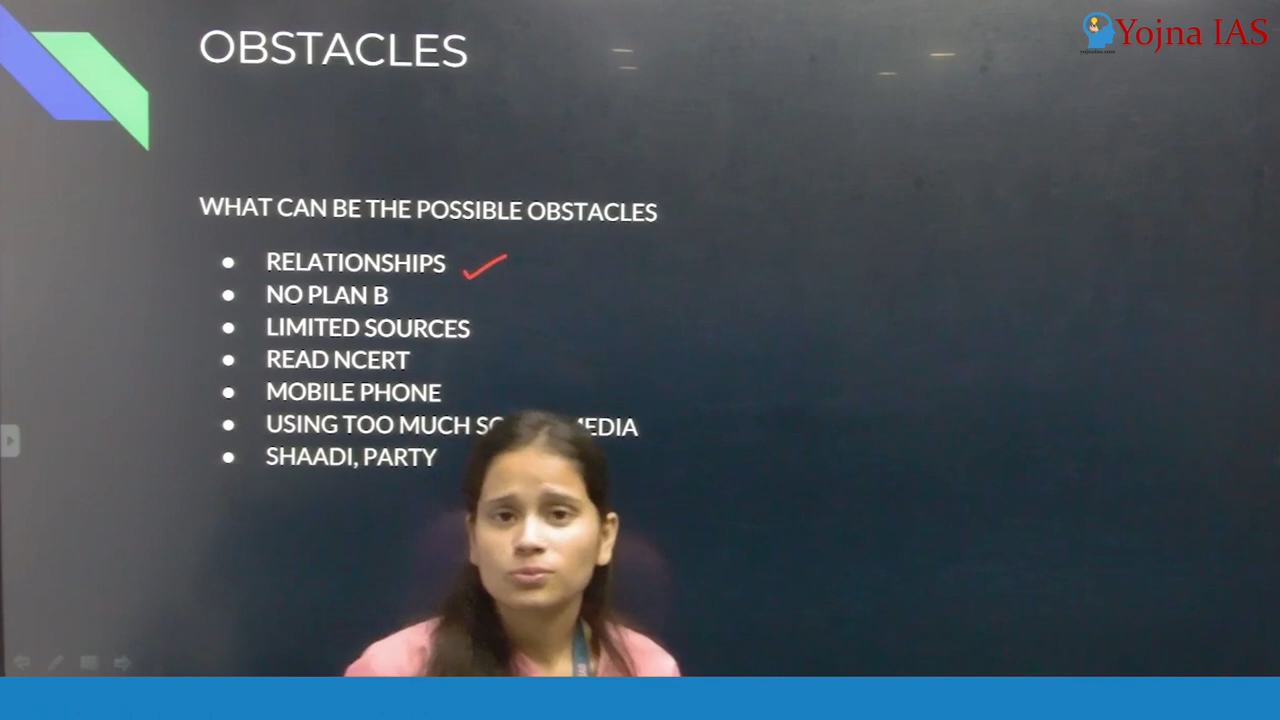 OBSTACLES
Yojna IAS
WHAT CAN BE THE POSSIBLE OBSTACLES
● RELATIONSHIPS
● NO PLAN B
● LIMITED SOURCES
● READ NCERT
● MOBILE PHONE
● USING TOO MUCH MEDIA
● SHAADI, PARTY